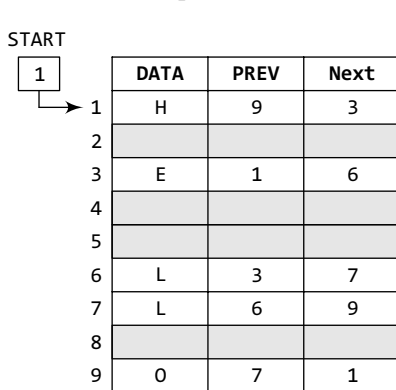 START
1
DATA PREV Next
1 H 9 3
2
3 E 1 6
4
5
6 L 3 7
7 L 6 9
8
9 O 7 1